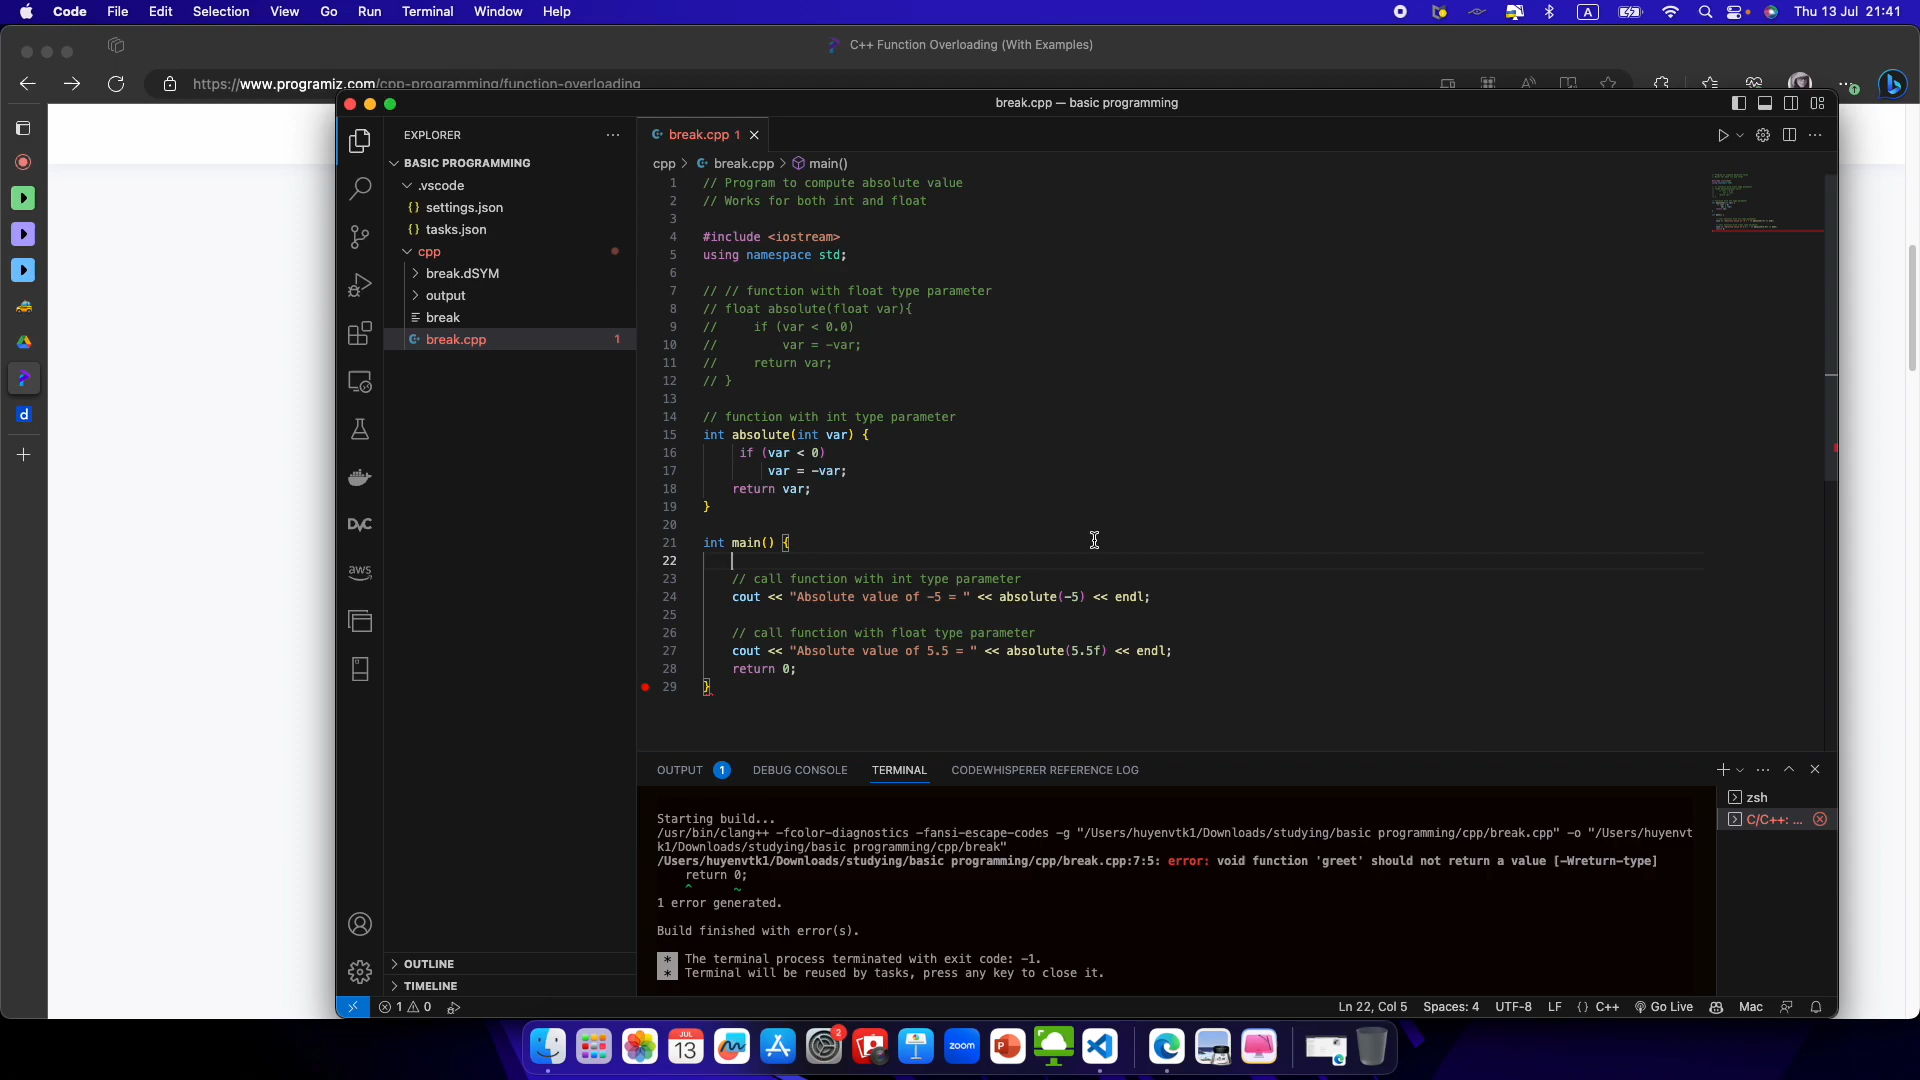 Code File Edit Selection View Go Run Terminal Window Help
A
Thu 13 Jul 21:41
C++ Function Overloading (With Examples)
https://www.programiz.com/cpp-programming/function-overloading
break.cpp — basic programming
EXPLORER
BASIC PROGRAMMING
.vscode
{} settings.json
{} tasks.json
cpp
break.dSYM
output
break
break.cpp 1
DVC
aws
d
OUTLINE
TIMELINE
break.cpp 1
cpp > break.cpp > main()
1 // Program to compute absolute value
2 // Works for both int and float
3
4 #include <iostream>
5 using namespace std;
6
7 // // function with float type parameter
8 // float absolute(float var){
9 //     if (var < 0.0)
10 //         var = -var;
11 //     return var;
12 // }
13
14 // function with int type parameter
15 int absolute(int var) {
16      if (var < 0)
17          var = -var;
18     return var;
19 }
20
21 int main() {
22
23     // call function with int type parameter
24     cout << "Absolute value of -5 = " << absolute(-5) << endl;
25
26     // call function with float type parameter
27     cout << "Absolute value of 5.5 = " << absolute(5.5f) << endl;
28     return 0;
29 }
OUTPUT 1 DEBUG CONSOLE TERMINAL CODEWHISPERER REFERENCE LOG
zsh
C/C++: ...
Starting build...
/usr/bin/clang++ -fcolor-diagnostics -fansi-escape-codes -g "/Users/huyenvtk1/Downloads/studying/basic programming/cpp/break.cpp" -o "/Users/huyenvt
k1/Downloads/studying/basic programming/cpp/break"
/Users/huyenvtk1/Downloads/studying/basic programming/cpp/break.cpp:7:5: error: void function 'greet' should not return a value [-Wreturn-type]
    return 0;
    ^      ~
1 error generated.
Build finished with error(s).
* The terminal process terminated with exit code: -1.
* Terminal will be reused by tasks, press any key to close it.
1 0
Ln 22, Col 5 Spaces: 4 UTF-8 LF {} C++ Go Live Mac
JUL
13
2
zoom